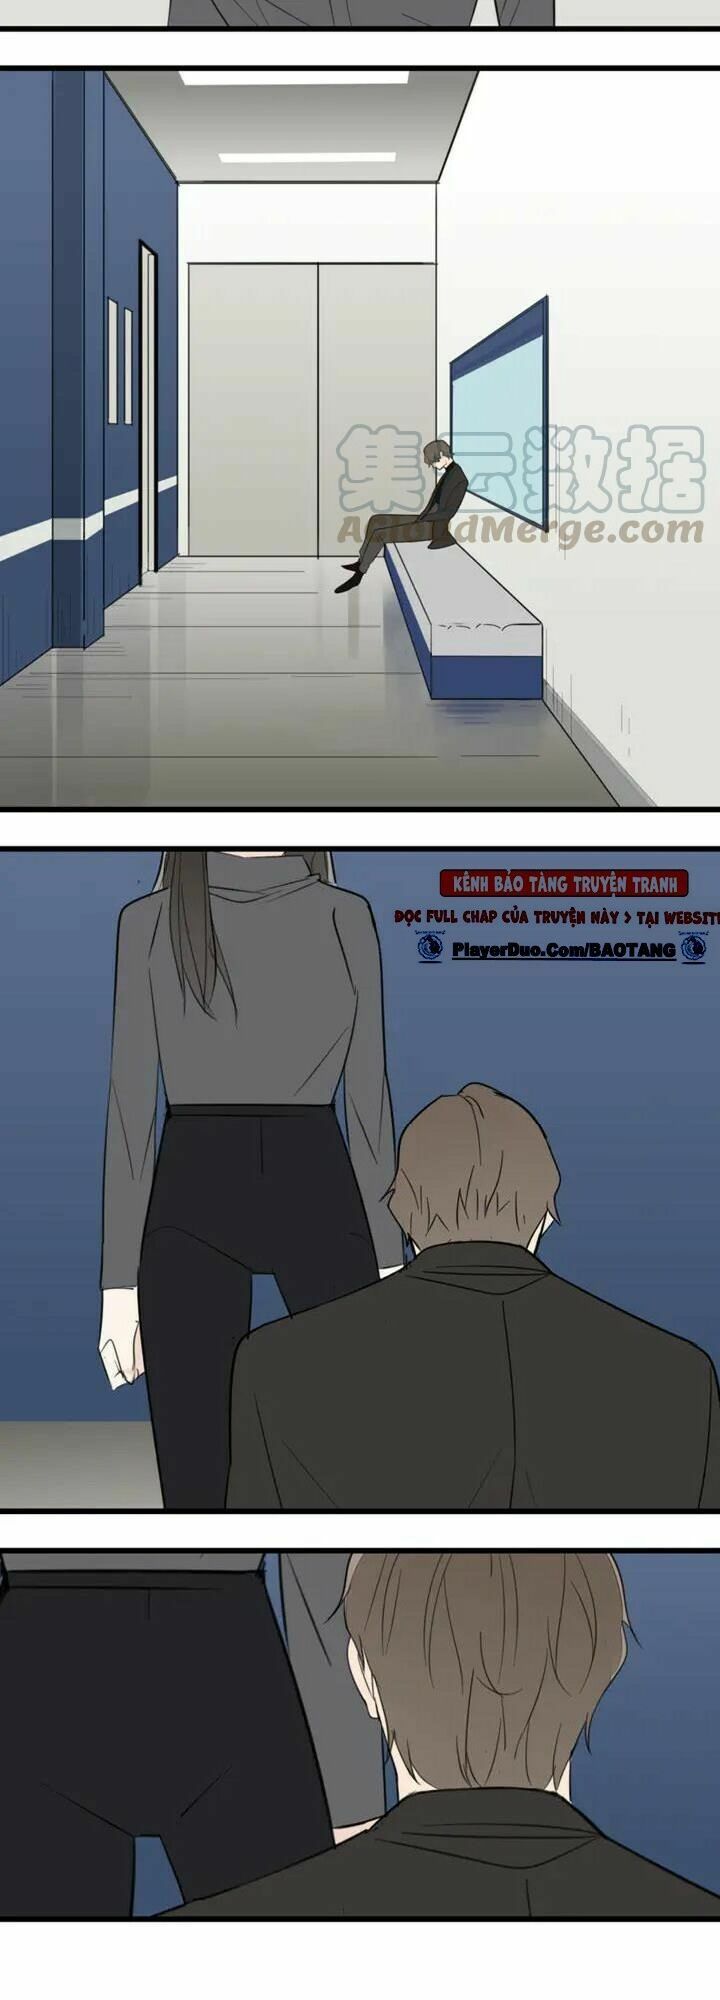 集云数据
AcloudMerge.com
KÊNH BẢO TÀNG TRUYỆN TRANH
ĐỌC FULL CHAP CỦA TRUYỆN NÀY > TẠI WEBSITE
PlayerDuo.Com/BAOTANG